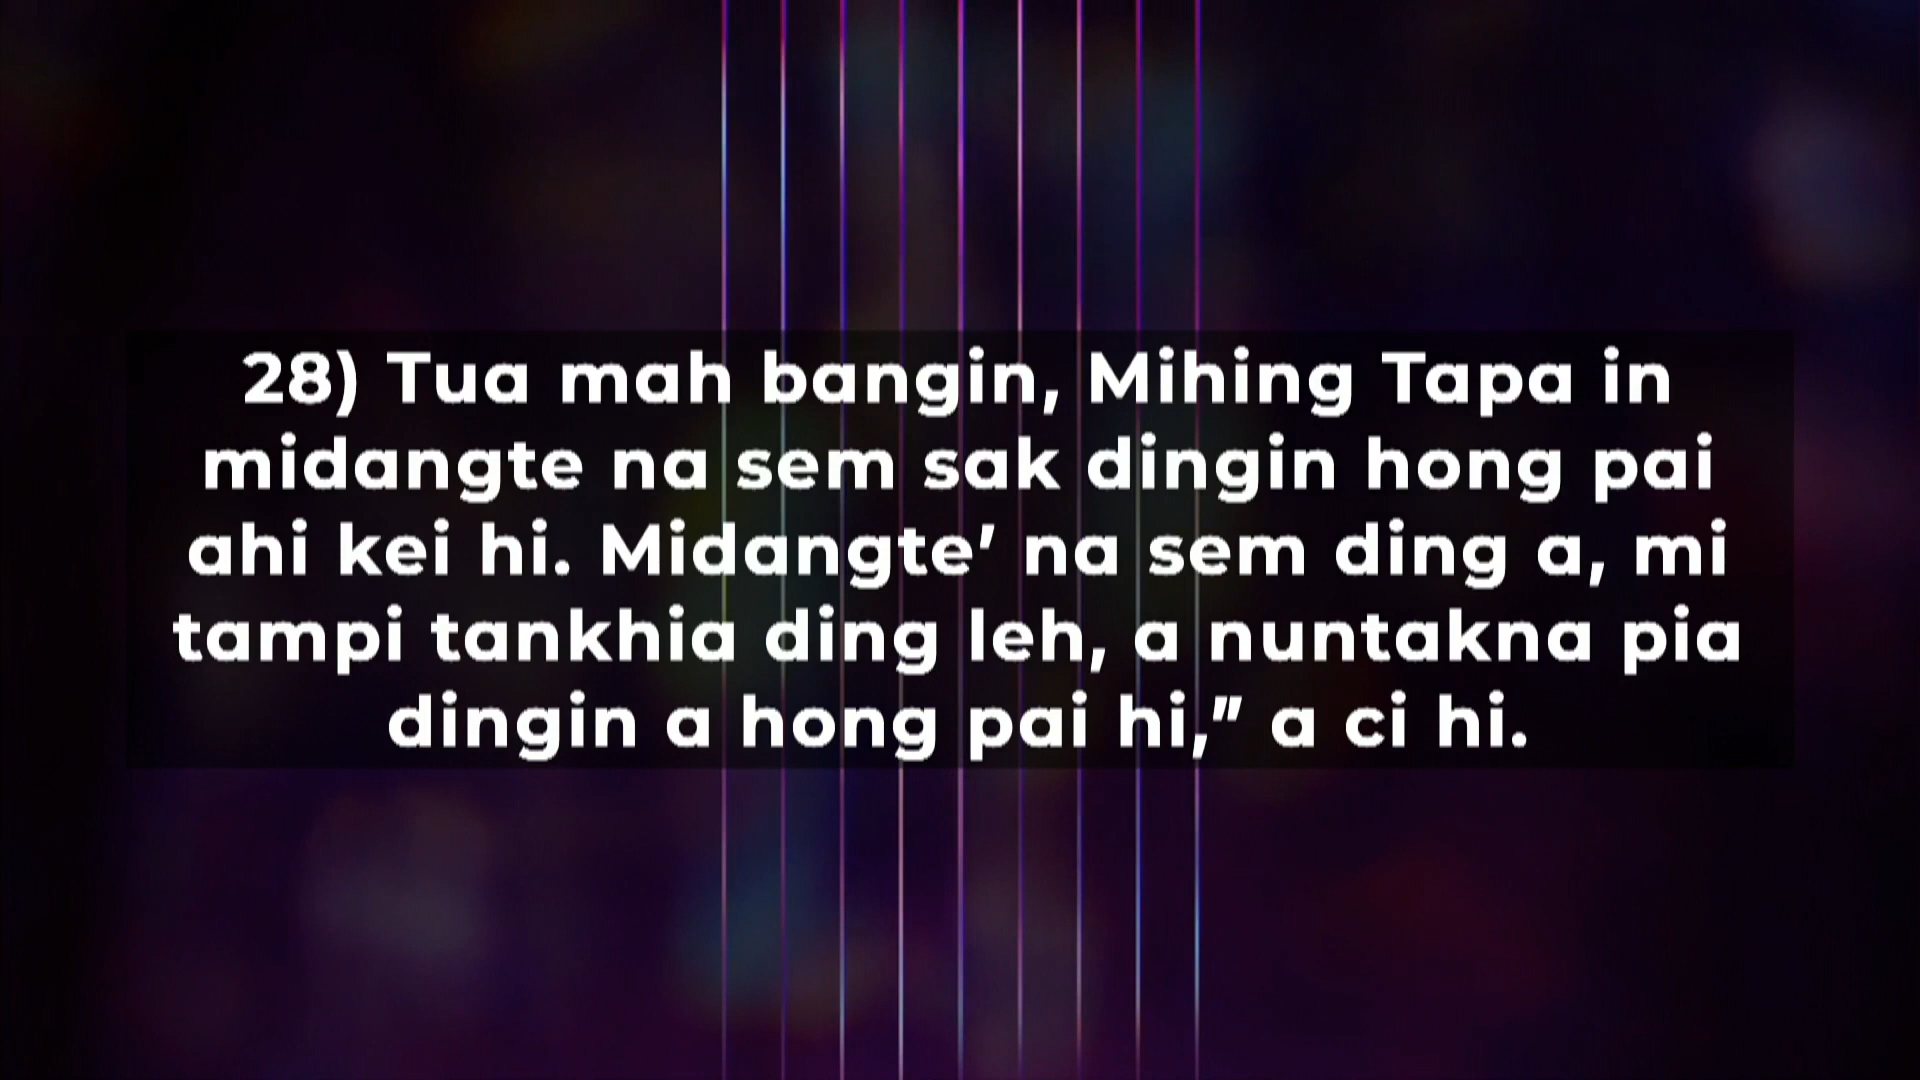 28) Tua mah bangin, Mihing Tapa in
midangte na sem sak dingin hong pai
ahi kei hi. Midangte’ na sem ding a, mi
tampi tankhia ding leh, a nuntakna pia
dingin a hong pai hi,” a ci hi.